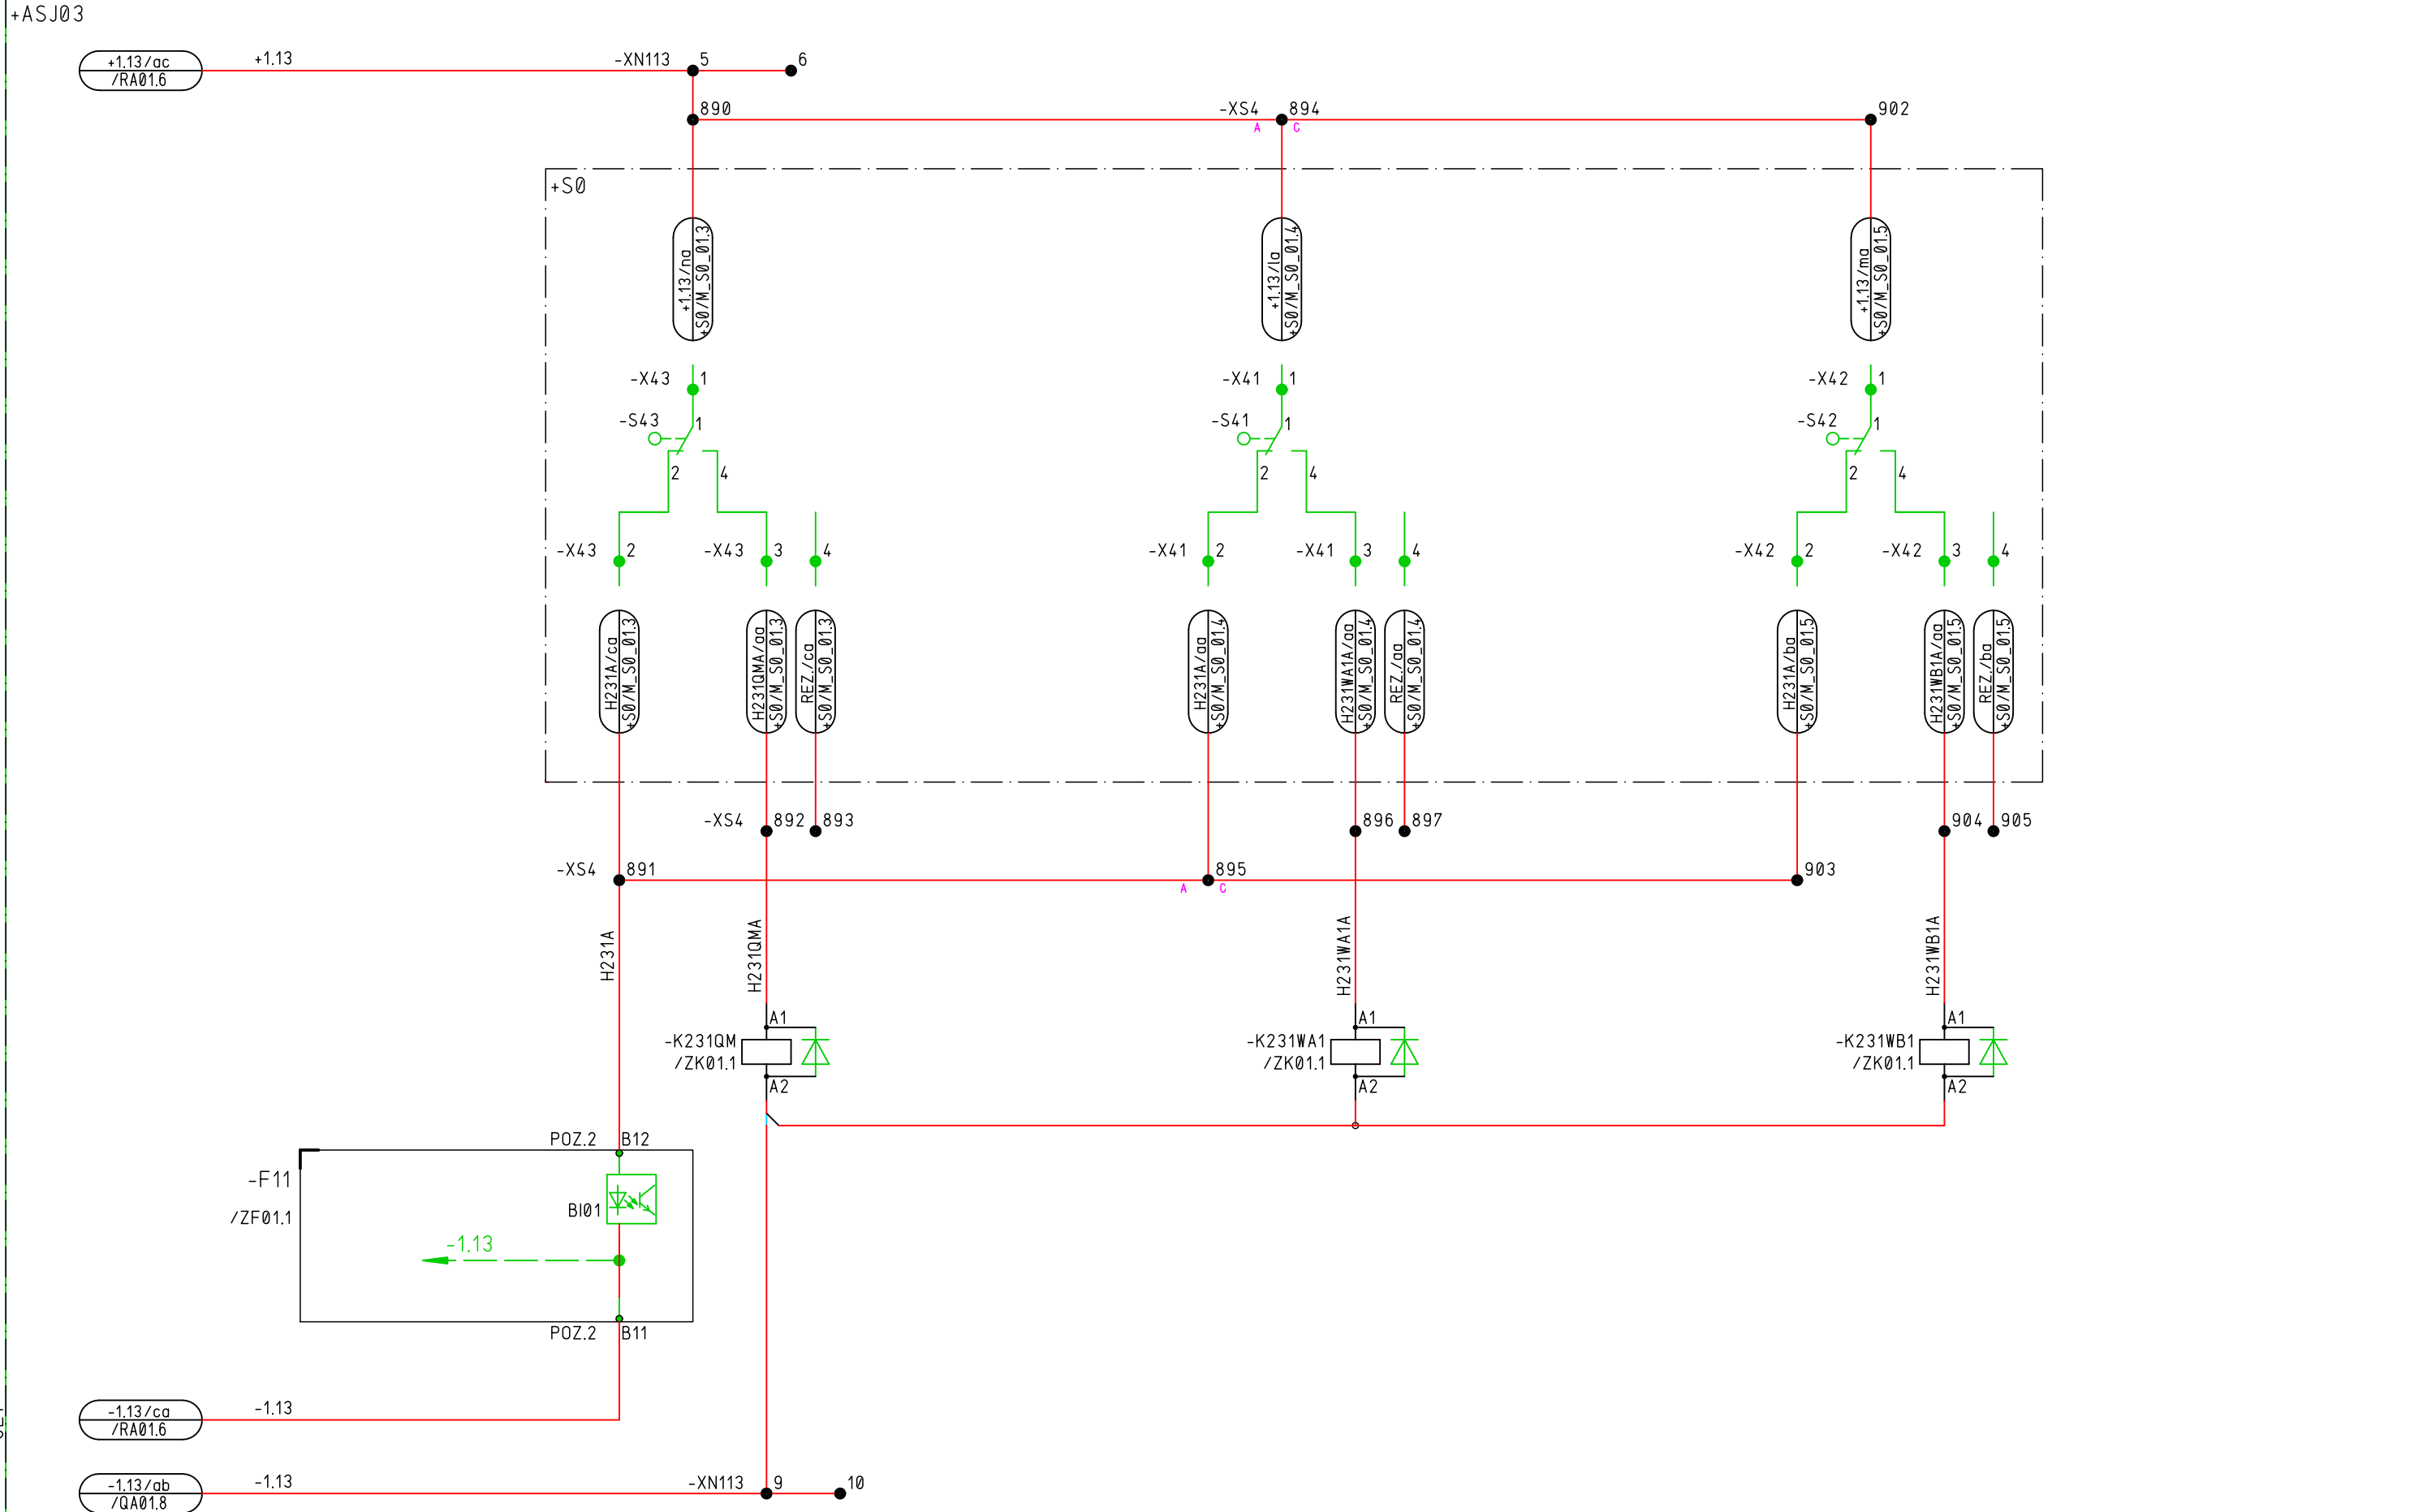 +ASJ03
+1.13/ac
/RA01.6
+1.13
-XN113
5
6
890
-XS4
894
A
C
902
+S0
+1.13/na
+S0/M_S0_01.3
+1.13/la
+S0/M_S0_01.4
+1.13/ma
+S0/M_S0_01.5
-X43
1
-X41
1
-X42
1
-S43
1
2
4
-S41
1
2
4
-S42
1
2
4
-X43
2
-X43
3
4
-X41
2
-X41
3
4
-X42
2
-X42
3
4
H231A/ca
+S0/M_S0_01.3
H231QMA/aa
+S0/M_S0_01.3
REZ./ca
+S0/M_S0_01.3
H231A/aa
+S0/M_S0_01.4
H231WA1A/aa
+S0/M_S0_01.4
REZ./aa
+S0/M_S0_01.4
H231A/ba
+S0/M_S0_01.5
H231WB1A/aa
+S0/M_S0_01.5
REZ./ba
+S0/M_S0_01.5
-XS4
892
893
896
897
904
905
-XS4
891
895
A
C
903
H231A
H231QMA
H231WA1A
H231WB1A
A1
-K231QM
/ZK01.1
A2
A1
-K231WA1
/ZK01.1
A2
A1
-K231WB1
/ZK01.1
A2
POZ.2
B12
-F11
/ZF01.1
BI01
-1.13
POZ.2
B11
-1.13/ca
/RA01.6
-1.13
-1.13/ab
/QA01.8
-1.13
-XN113
9
10